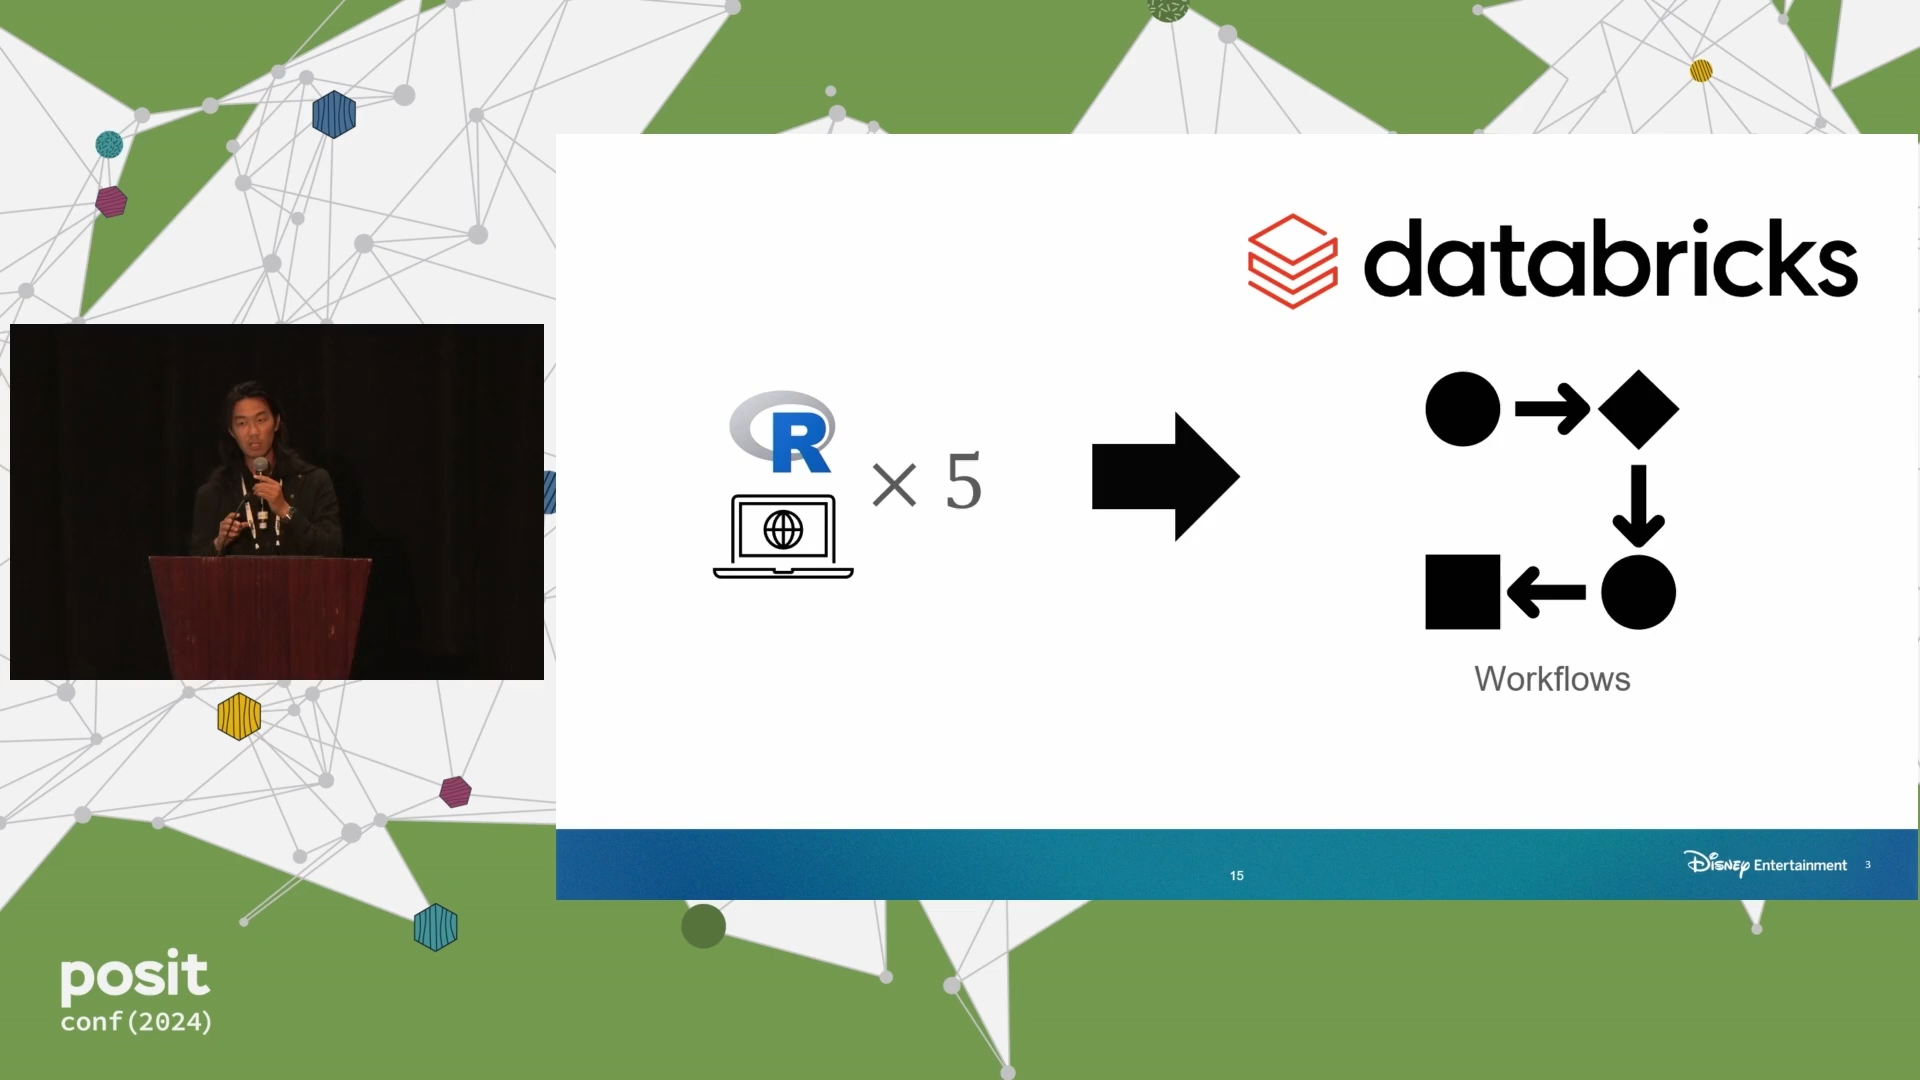 databricks
R
× 5
Workflows
15
Disney Entertainment
3
posit
conf(2024)